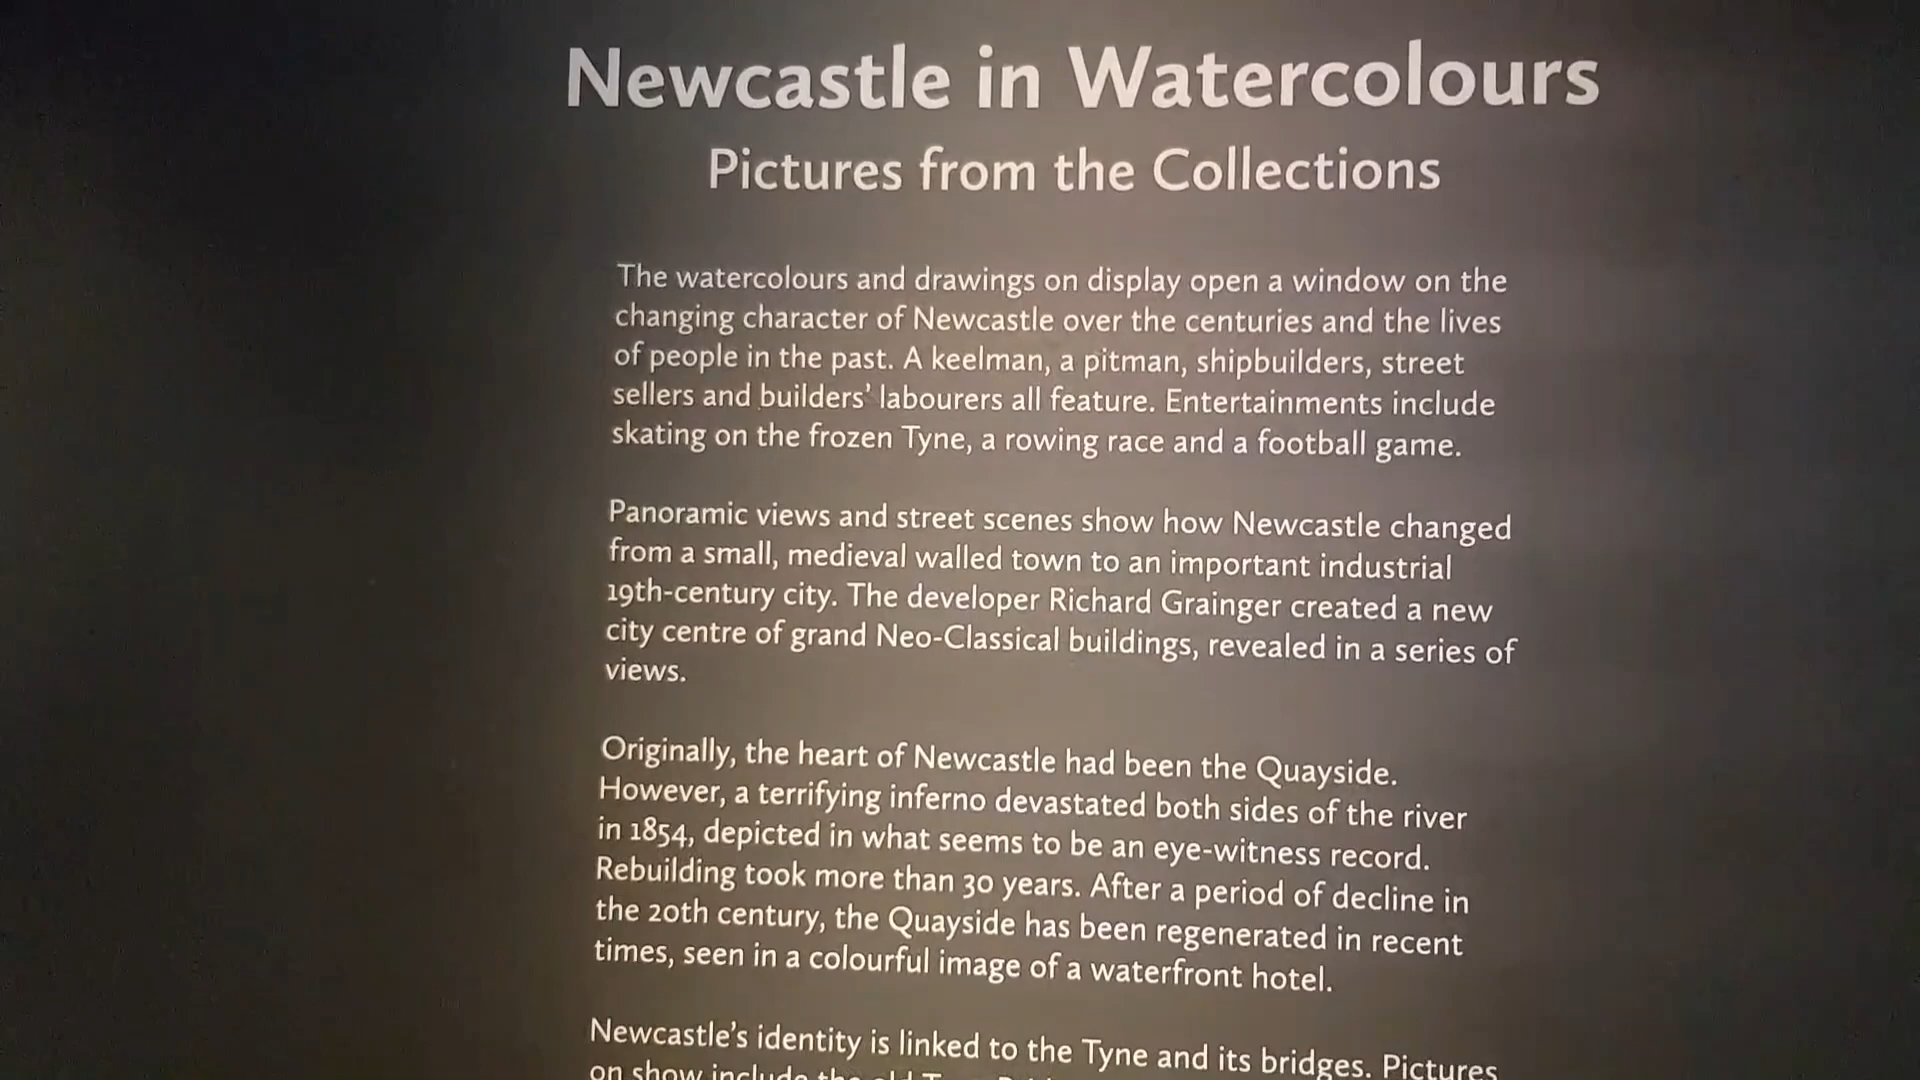 Newcastle in Watercolours
Pictures from the Collections
The watercolours and drawings on display open a window on the
changing character of Newcastle over the centuries and the lives
of people in the past. A keelman, a pitman, shipbuilders, street
sellers and builders’ labourers all feature. Entertainments include
skating on the frozen Tyne, a rowing race and a football game.
Panoramic views and street scenes show how Newcastle changed
from a small, medieval walled town to an important industrial
19th-century city. The developer Richard Grainger created a new
city centre of grand Neo-Classical buildings, revealed in a series of
views.
Originally, the heart of Newcastle had been the Quayside.
However, a terrifying inferno devastated both sides of the river
in 1854, depicted in what seems to be an eye-witness record.
Rebuilding took more than 30 years. After a period of decline in
the 20th century, the Quayside has been regenerated in recent
times, seen in a colourful image of a waterfront hotel.
Newcastle’s identity is linked to the Tyne and its bridges. Pictures
on show include the old